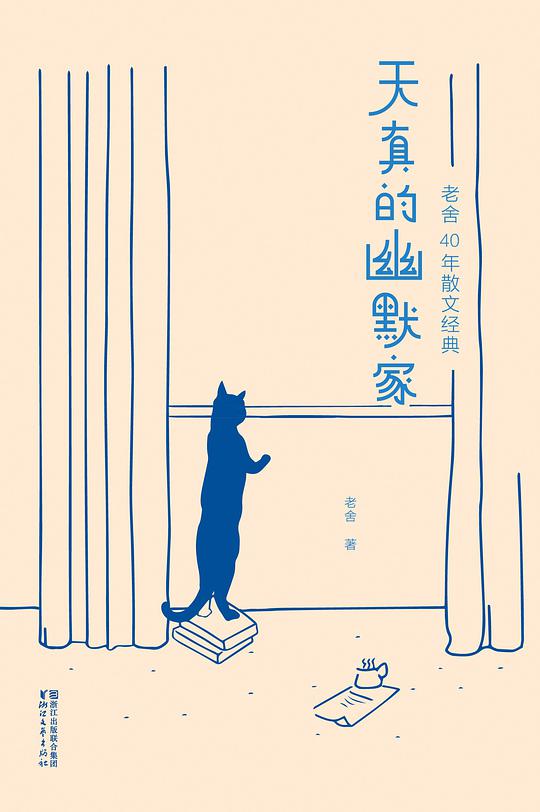 天真的幽默家
老舍40年散文经典
老舍 著
浙江出版联合集团
浙江文艺出版社